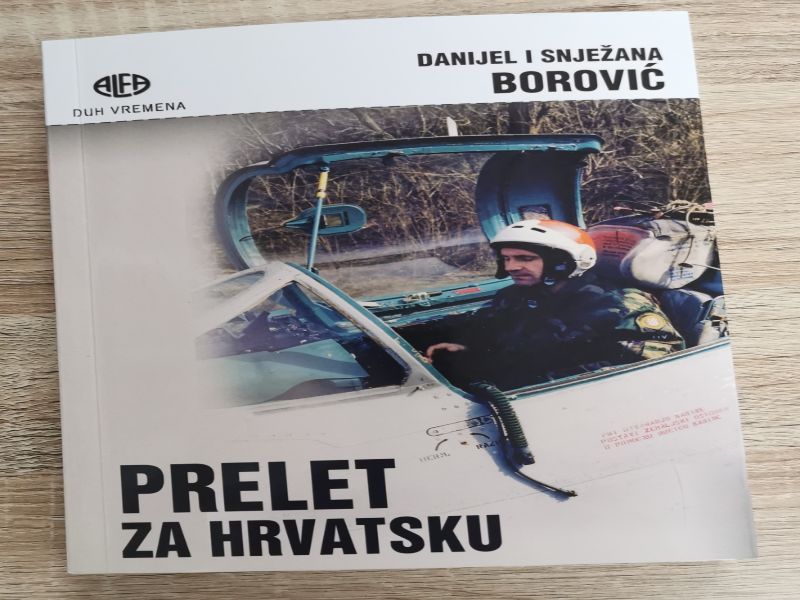 ALFA
DUH VREMENA
DANIJEL I SNJEŽANA
BOROVIĆ
PRELET
ZA HRVATSKU